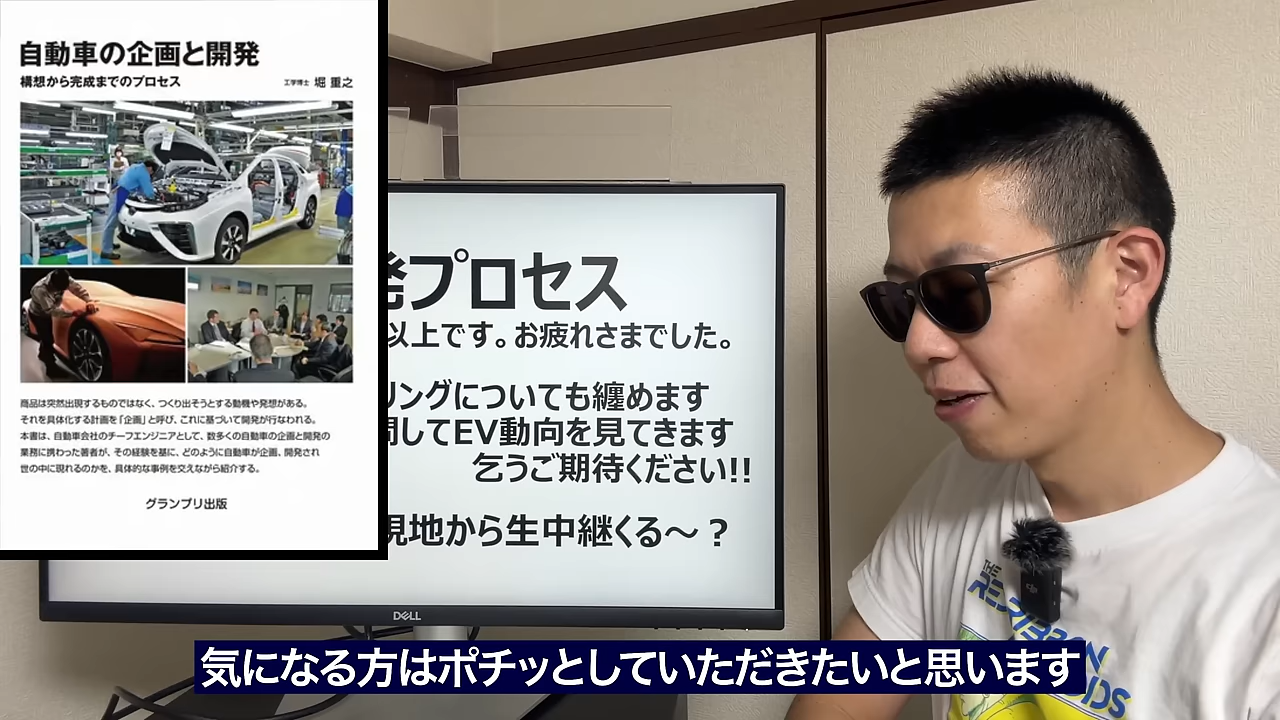 自動車の企画と開発
構想から完成までのプロセス
工学博士 堀 重之
商品は突然出現するものではなく、つくり出そうとする動機や発想がある。
それを具体化する計画を「企画」と呼び、これに基づいて開発が行なわれる。
本書は、自動車会社のチーフエンジニアとして、数多くの自動車の企画と開発の
業務に携わった著者が、その経験を基に、どのように自動車が企画、開発され
世の中に現れるのかを、具体的な事例を交えながら紹介する。
グランプリ出版
発プロセス
以上です。お疲れさまでした。
リングについても纏めます
関してEV動向を見てきます
乞うご期待ください!!
現地から生中継くる~?
DELL
dji
THE
RED RIBBON
気になる方はポチッとしていただきたいと思います